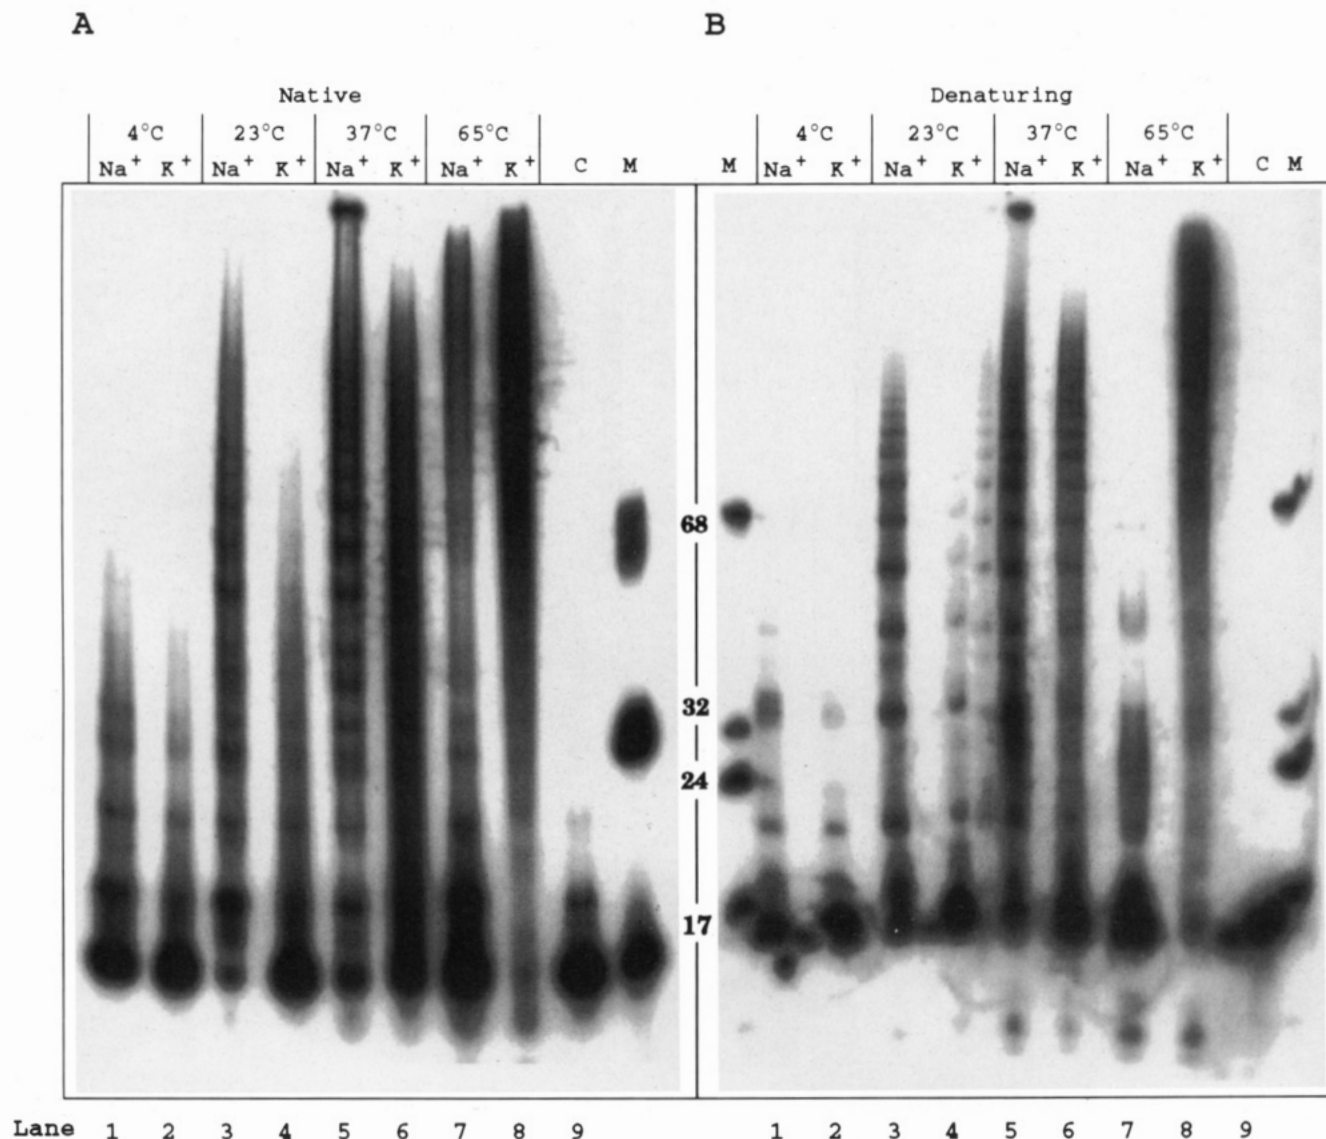 A B
Native Denaturing
4°C 23°C 37°C 65°C 4°C 23°C 37°C 65°C
Na+ K+ Na+ K+ Na+ K+ Na+ K+ C M M Na+ K+ Na+ K+ Na+ K+ Na+ K+ C M
68
32
24
17
Lane 1 2 3 4 5 6 7 8 9 1 2 3 4 5 6 7 8 9